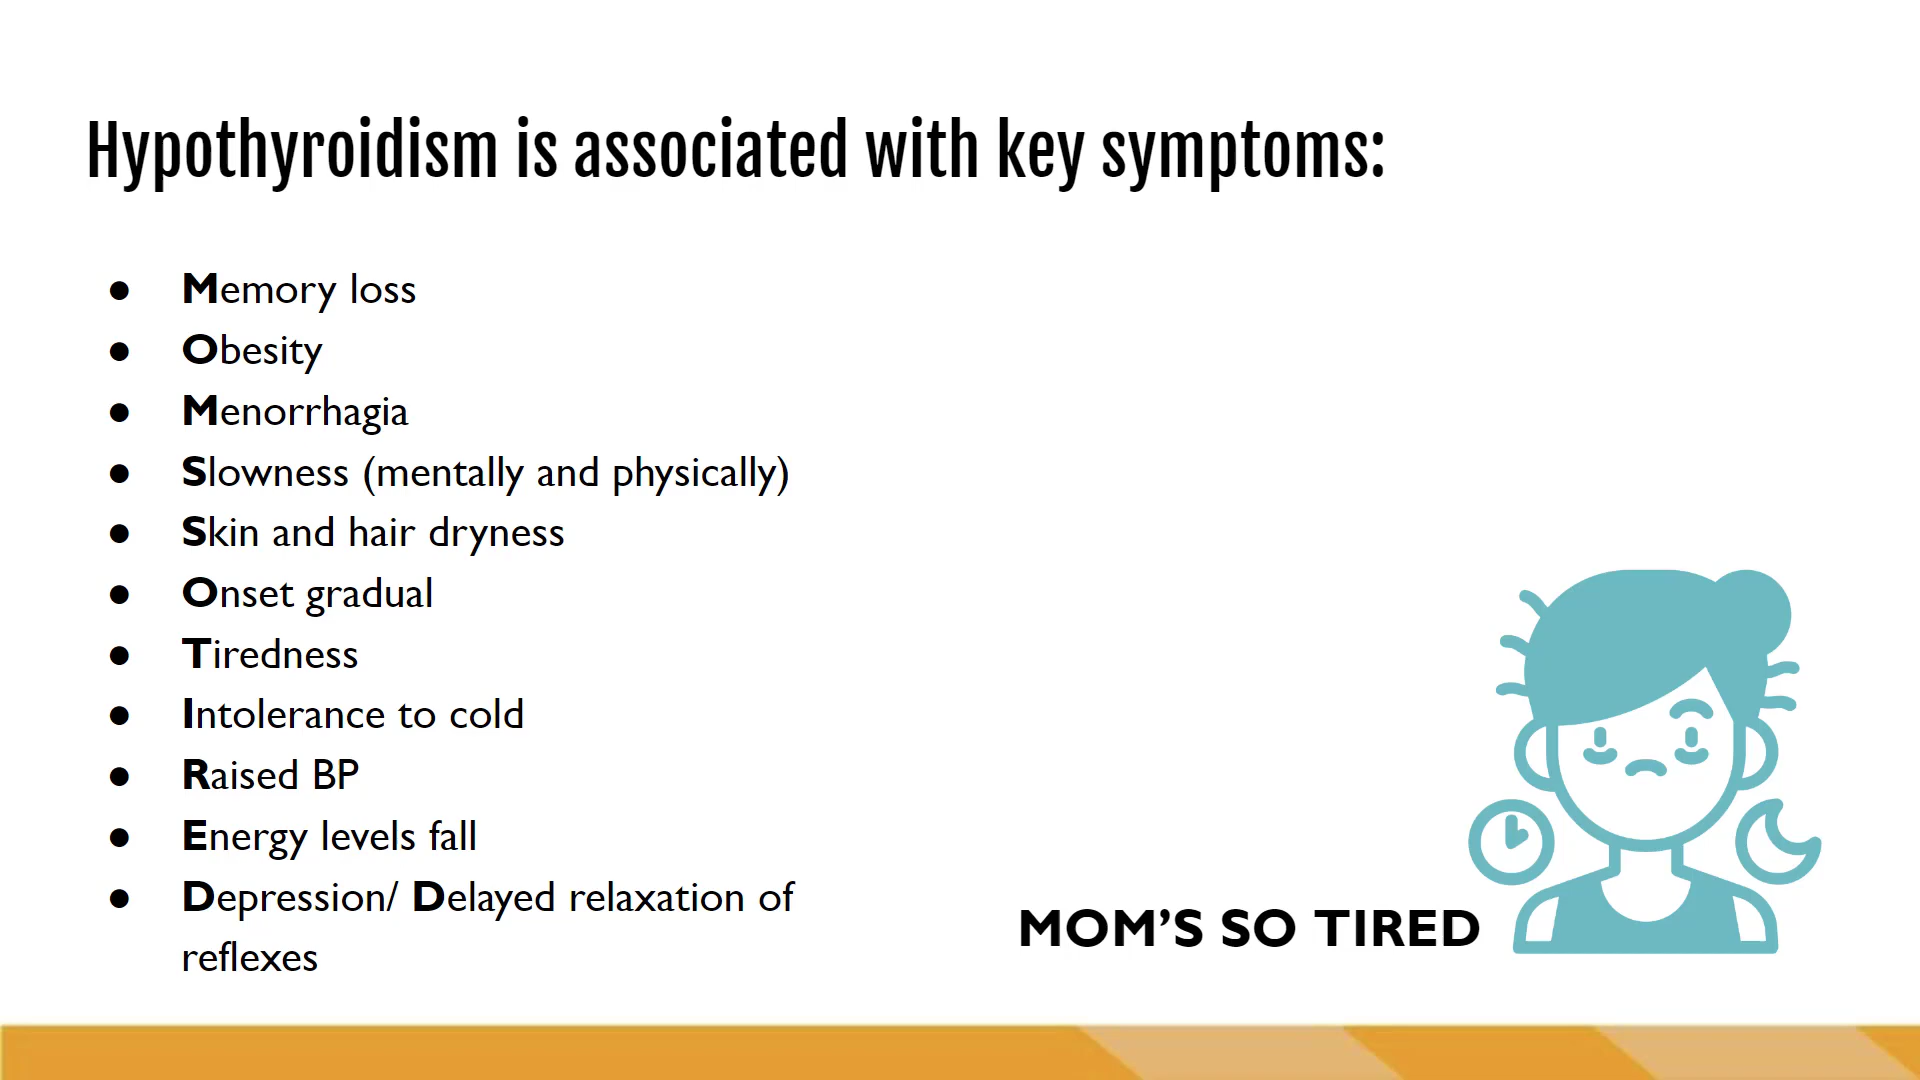 Hypothyroidism is associated with key symptoms:
● Memory loss
● Obesity
● Menorrhagia
● Slowness (mentally and physically)
● Skin and hair dryness
● Onset gradual
● Tiredness
● Intolerance to cold
● Raised BP
● Energy levels fall
● Depression/ Delayed relaxation of
reflexes
MOM’S SO TIRED